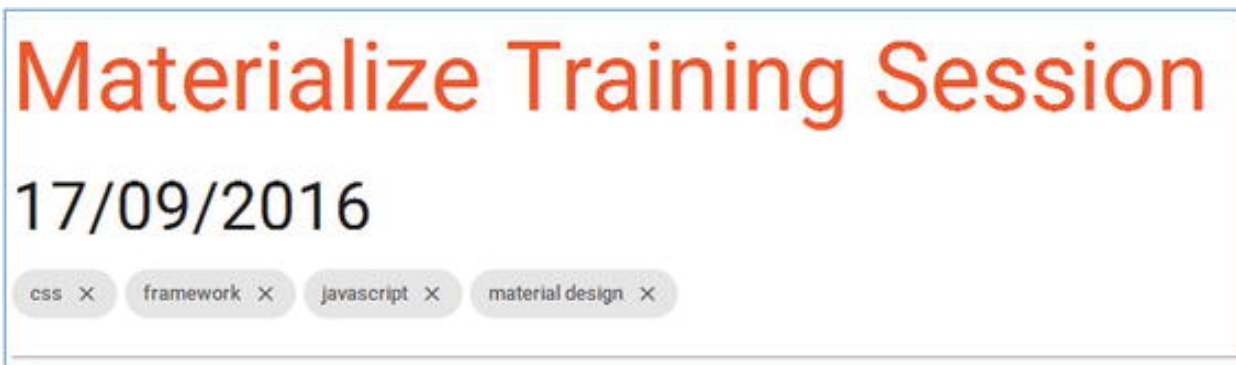 Materialize Training Session
17/09/2016
css × framework × javascript × material design ×